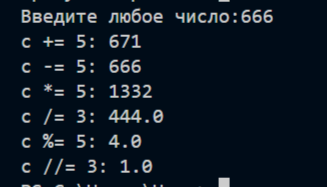 Введите любое число:666
c += 5: 671
c -= 5: 666
c *= 5: 1332
c /= 3: 444.0
c %= 5: 4.0
c //= 3: 1.0